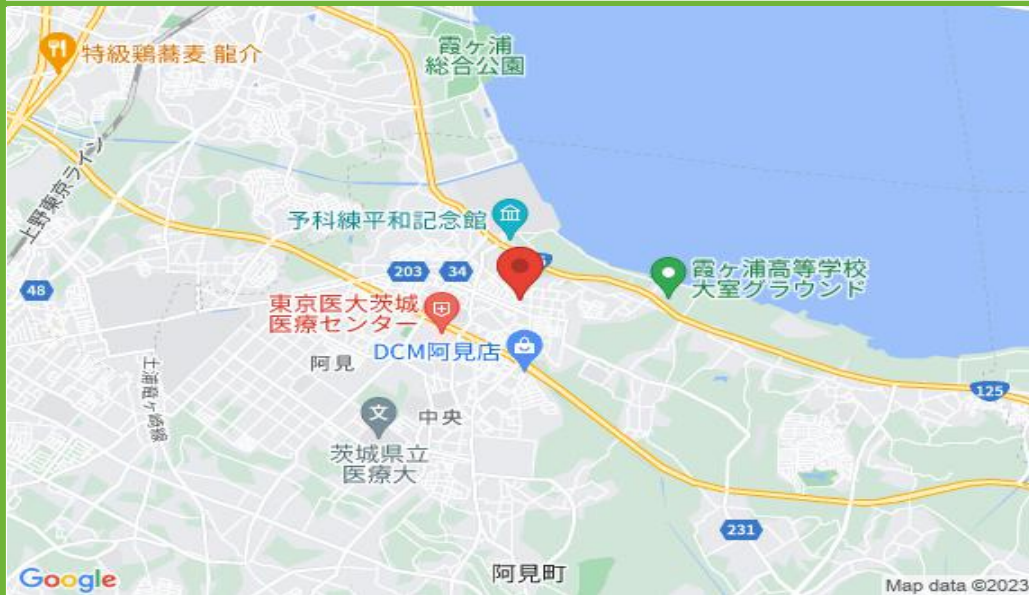 特級鶏蕎麦 龍介
霞ヶ浦
総合公園
上野東京ライン
予科練平和記念館
203
34
48
霞ヶ浦高等学校
大室グラウンド
東京医大茨城
医療センター
DCM阿見店
阿見
125
土浦竜ヶ崎線
中央
茨城県立
医療大
231
阿見町
Google
Map data ©2023